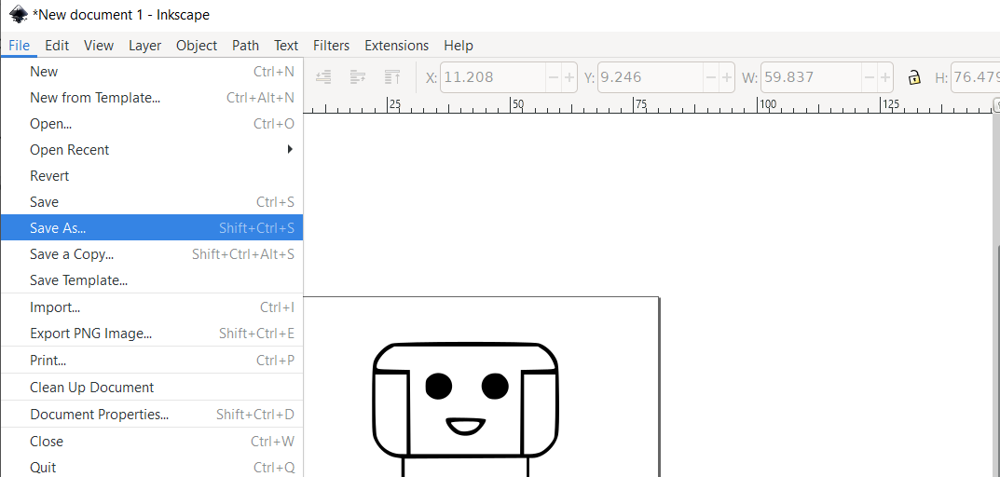 *New document 1 - Inkscape
File Edit View Layer Object Path Text Filters Extensions Help
X: 11.208 Y: 9.246 W: 59.837 H: 76.479
25 50 75 100 125
New Ctrl+N
New from Template... Ctrl+Alt+N
Open... Ctrl+O
Open Recent
Revert
Save Ctrl+S
Save As... Shift+Ctrl+S
Save a Copy... Shift+Ctrl+Alt+S
Save Template...
Import... Ctrl+I
Export PNG Image... Shift+Ctrl+E
Print... Ctrl+P
Clean Up Document
Document Properties... Shift+Ctrl+D
Close Ctrl+W
Quit Ctrl+Q